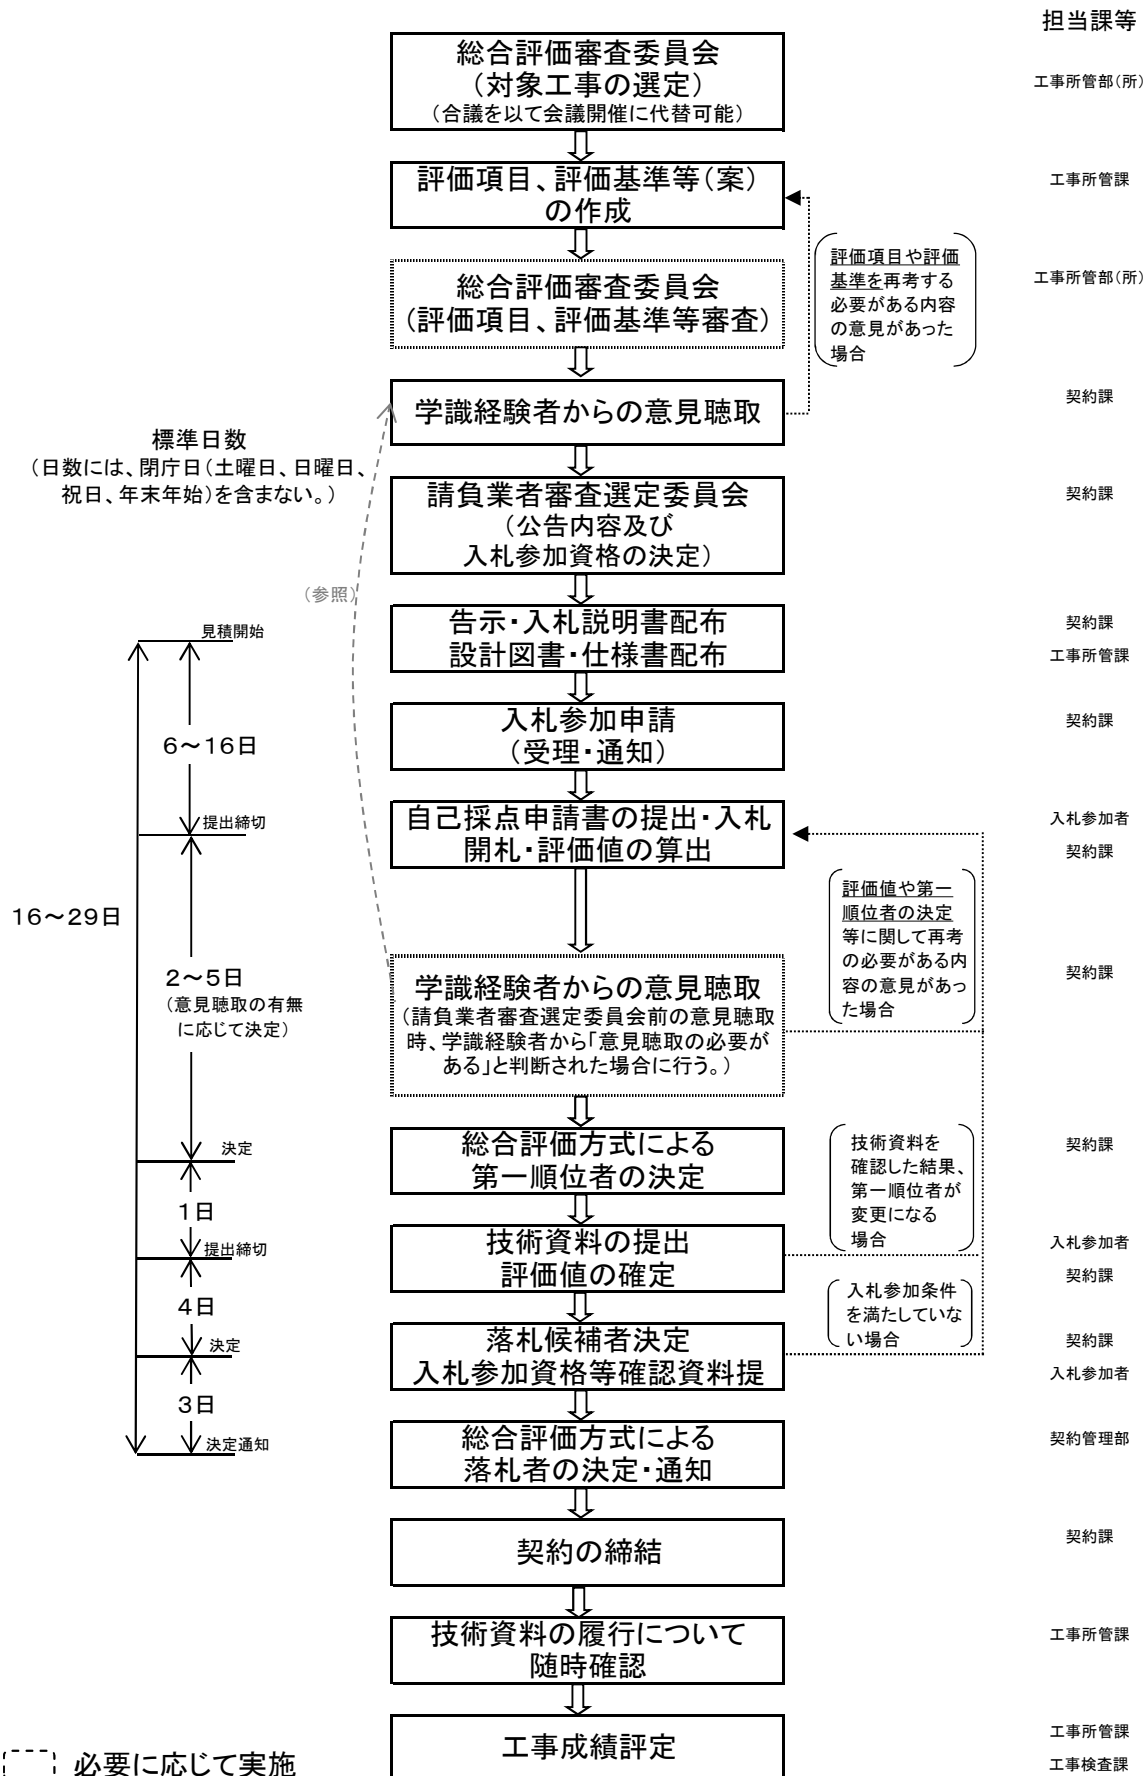 担当課等
総合評価審査委員会
（対象工事の選定）
（合議を以て会議開催に代替可能）
工事所管部（所）
評価項目、評価基準等（案）
の作成
工事所管課
評価項目や評価
基準を再考する
必要がある内容
の意見があった
場合
総合評価審査委員会
（評価項目、評価基準等審査）
工事所管部（所）
学識経験者からの意見聴取
契約課
標準日数
（日数には、閉庁日（土曜日、日曜日、
祝日、年末年始）を含まない。）
請負業者審査選定委員会
（公告内容及び
入札参加資格の決定）
契約課
（参照）
告示・入札説明書配布
設計図書・仕様書配布
契約課
工事所管課
見積開始
6～16日
入札参加申請
（受理・通知）
契約課
提出締切
自己採点申請書の提出・入札
開札・評価値の算出
入札参加者
契約課
16～29日
評価値や第一
順位者の決定
等に関して再考
の必要がある内
容の意見があっ
た場合
2～5日
（意見聴取の有無
に応じて決定）
学識経験者からの意見聴取
（請負業者審査選定委員会前の意見聴取
時、学識経験者から「意見聴取の必要が
ある」と判断された場合に行う。）
契約課
決定
総合評価方式による
第一順位者の決定
契約課
技術資料を
確認した結果、
第一順位者が
変更になる
場合
1日
提出締切
技術資料の提出
評価値の確定
入札参加者
契約課
4日
入札参加条件
を満たしていな
い場合
決定
落札候補者決定
入札参加資格等確認資料提
契約課
入札参加者
3日
決定通知
総合評価方式による
落札者の決定・通知
契約管理部
契約の締結
契約課
技術資料の履行について
随時確認
工事所管課
工事成績評定
工事所管課
工事検査課
必要に応じて実施